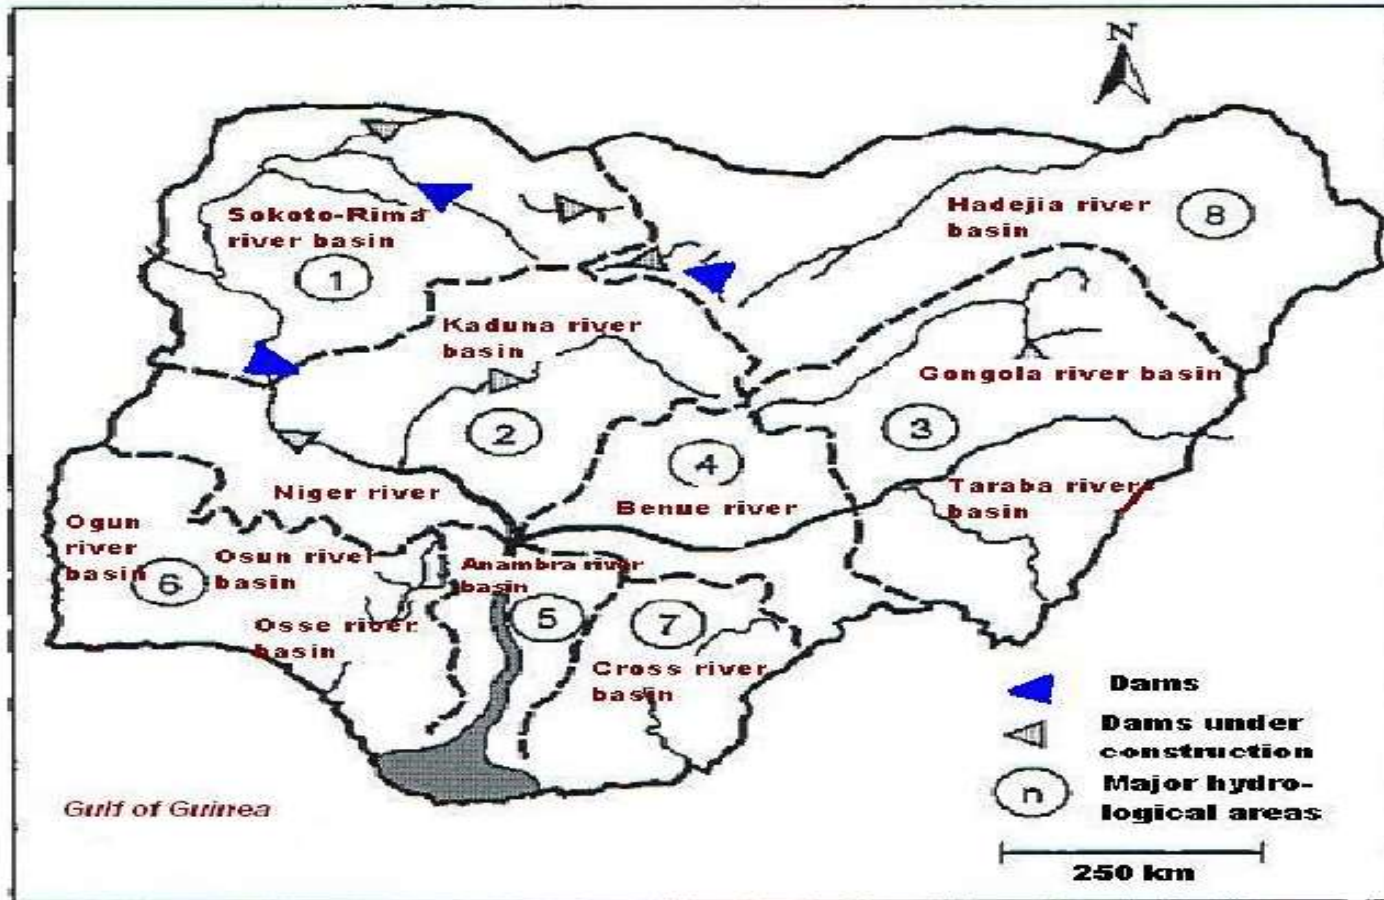 N
Sokoto-Rima
river basin
1
Hadejia river
basin
8
Kaduna river
basin
2
Gongola river basin
3
4
Benue river
Niger river
Taraba river
basin
Ogun
river
basin
6
Osun river
basin
Osse river
basin
Anambra river
basin
5
7
Cross river
basin
Gulf of Guinea
Dams
Dams under
construction
n
Major hydro-
logical areas
250 km